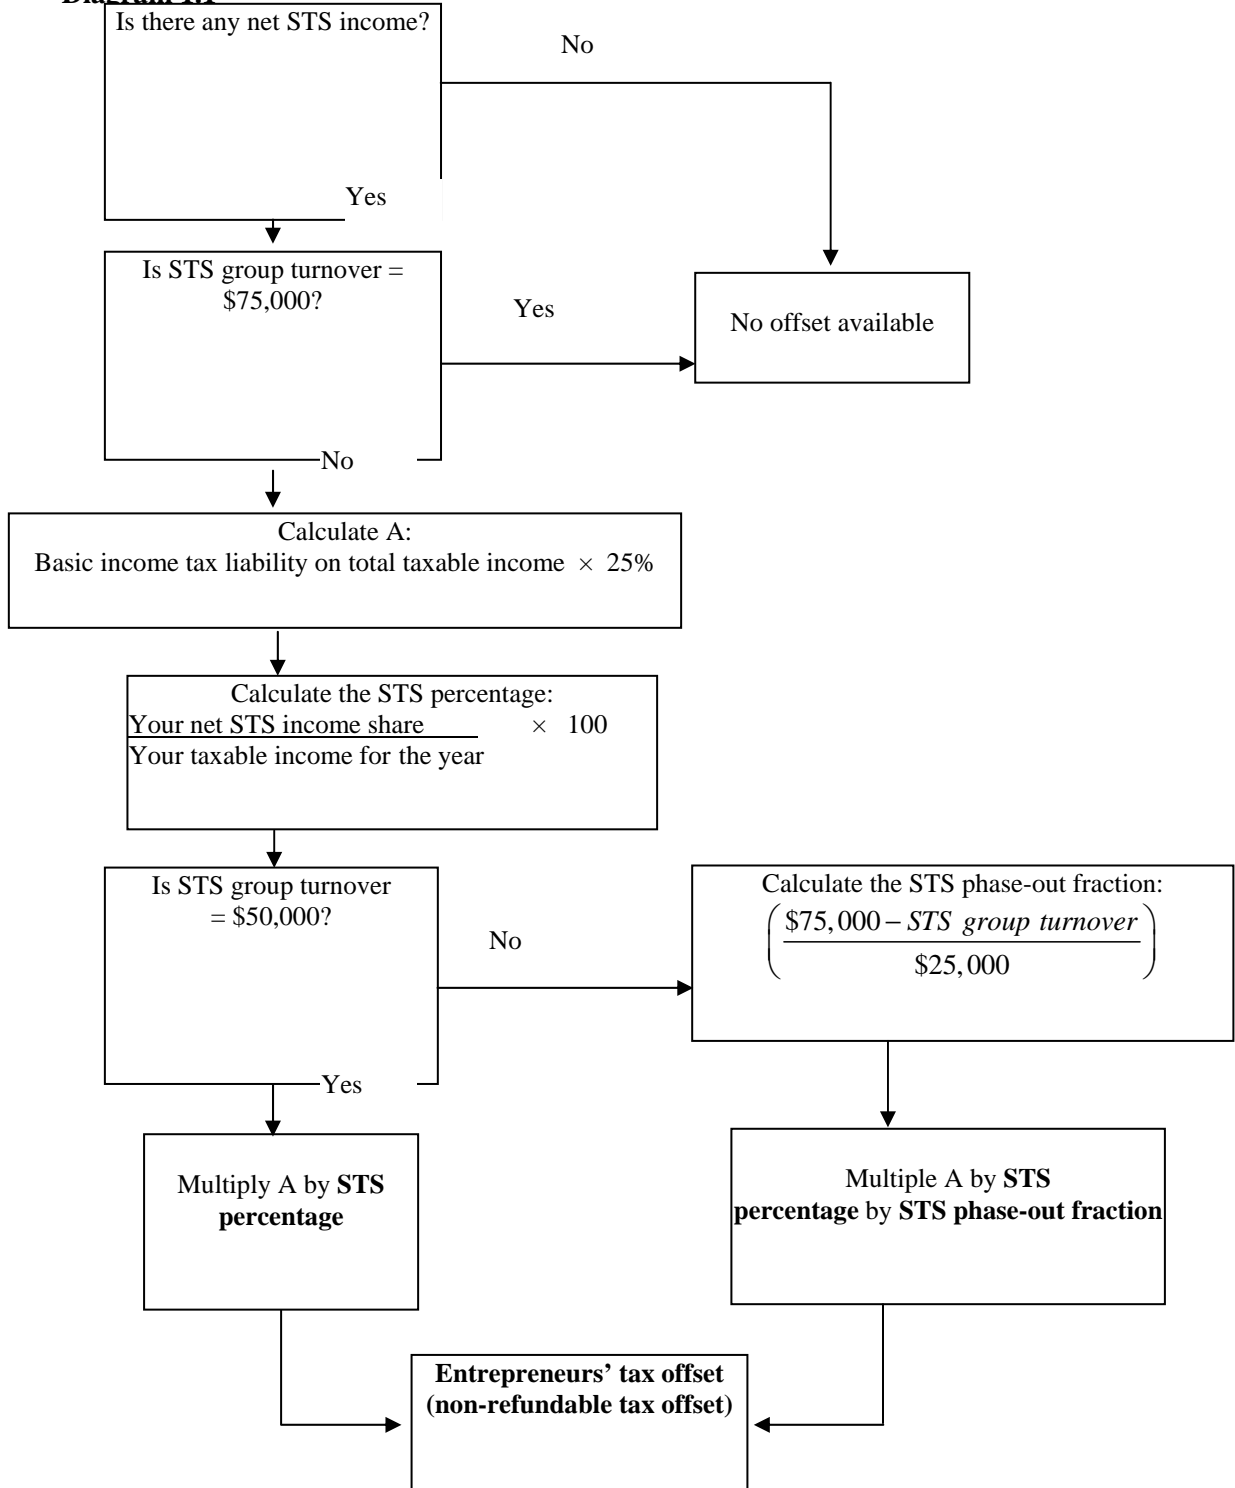 Diagram 1.1
Is there any net STS income?
No
Yes
Is STS group turnover =
$75,000?
Yes
No offset available
No
Calculate A:
Basic income tax liability on total taxable income × 25%
Calculate the STS percentage:
Your net STS income share × 100
Your taxable income for the year
Is STS group turnover
= $50,000?
No
Calculate the STS phase-out fraction:
$75,000 – STS group turnover
$25,000
Yes
Multiply A by STS
percentage
Multiple A by STS
percentage by STS phase-out fraction
Entrepreneurs’ tax offset
(non-refundable tax offset)